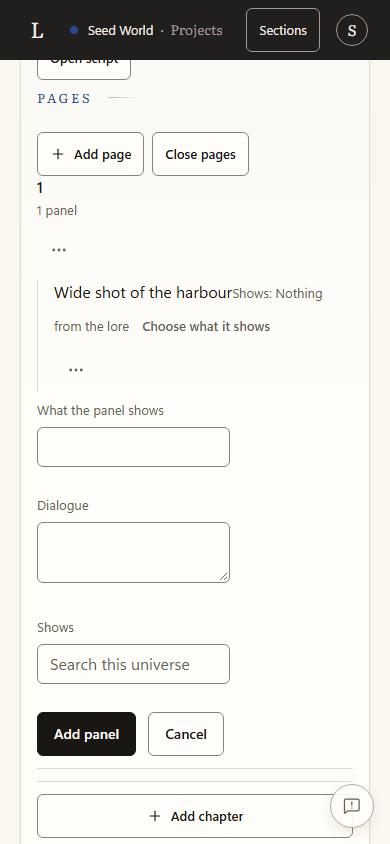 L Seed World · Projects Sections S
Open script
PAGES
+ Add page Close pages
1
1 panel
...
Wide shot of the harbourShows: Nothing
from the lore Choose what it shows
...
What the panel shows
Dialogue
Shows
Search this universe
Add panel Cancel
+ Add chapter